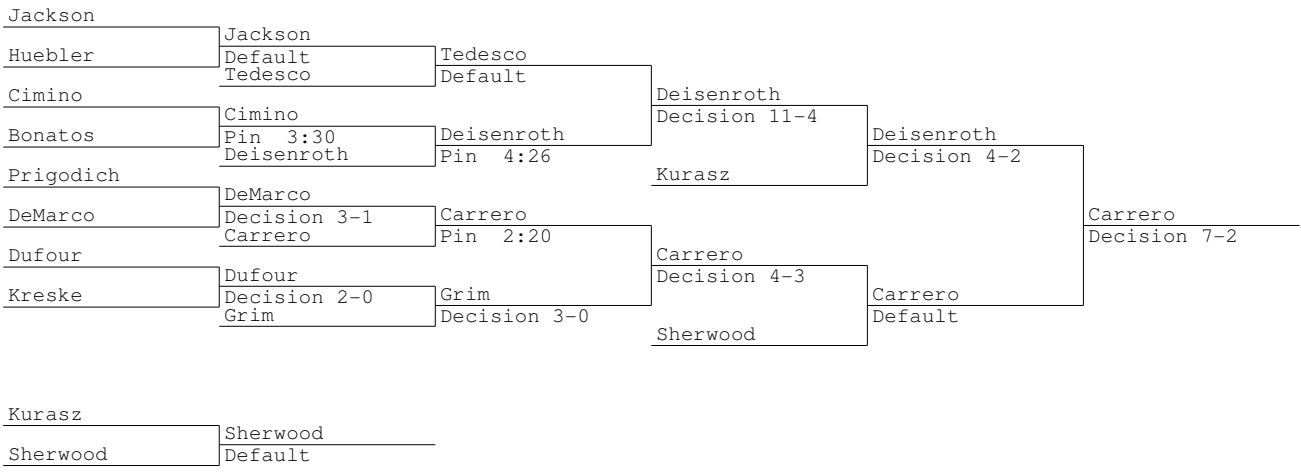 Jackson
Jackson
Huebler
Default
Tedesco
Tedesco
Default
Cimino
Deisenroth
Cimino
Decision 11-4
Bonatos
Pin  3:30
Deisenroth
Deisenroth
Deisenroth
Pin  4:26
Decision 4-2
Prigodich
Kurasz
DeMarco
DeMarco
Decision 3-1
Carrero
Carrero
Carrero
Pin  2:20
Decision 7-2
Dufour
Carrero
Dufour
Decision 4-3
Kreske
Decision 2-0
Grim
Carrero
Grim
Decision 3-0
Default
Sherwood
Kurasz
Sherwood
Sherwood
Default